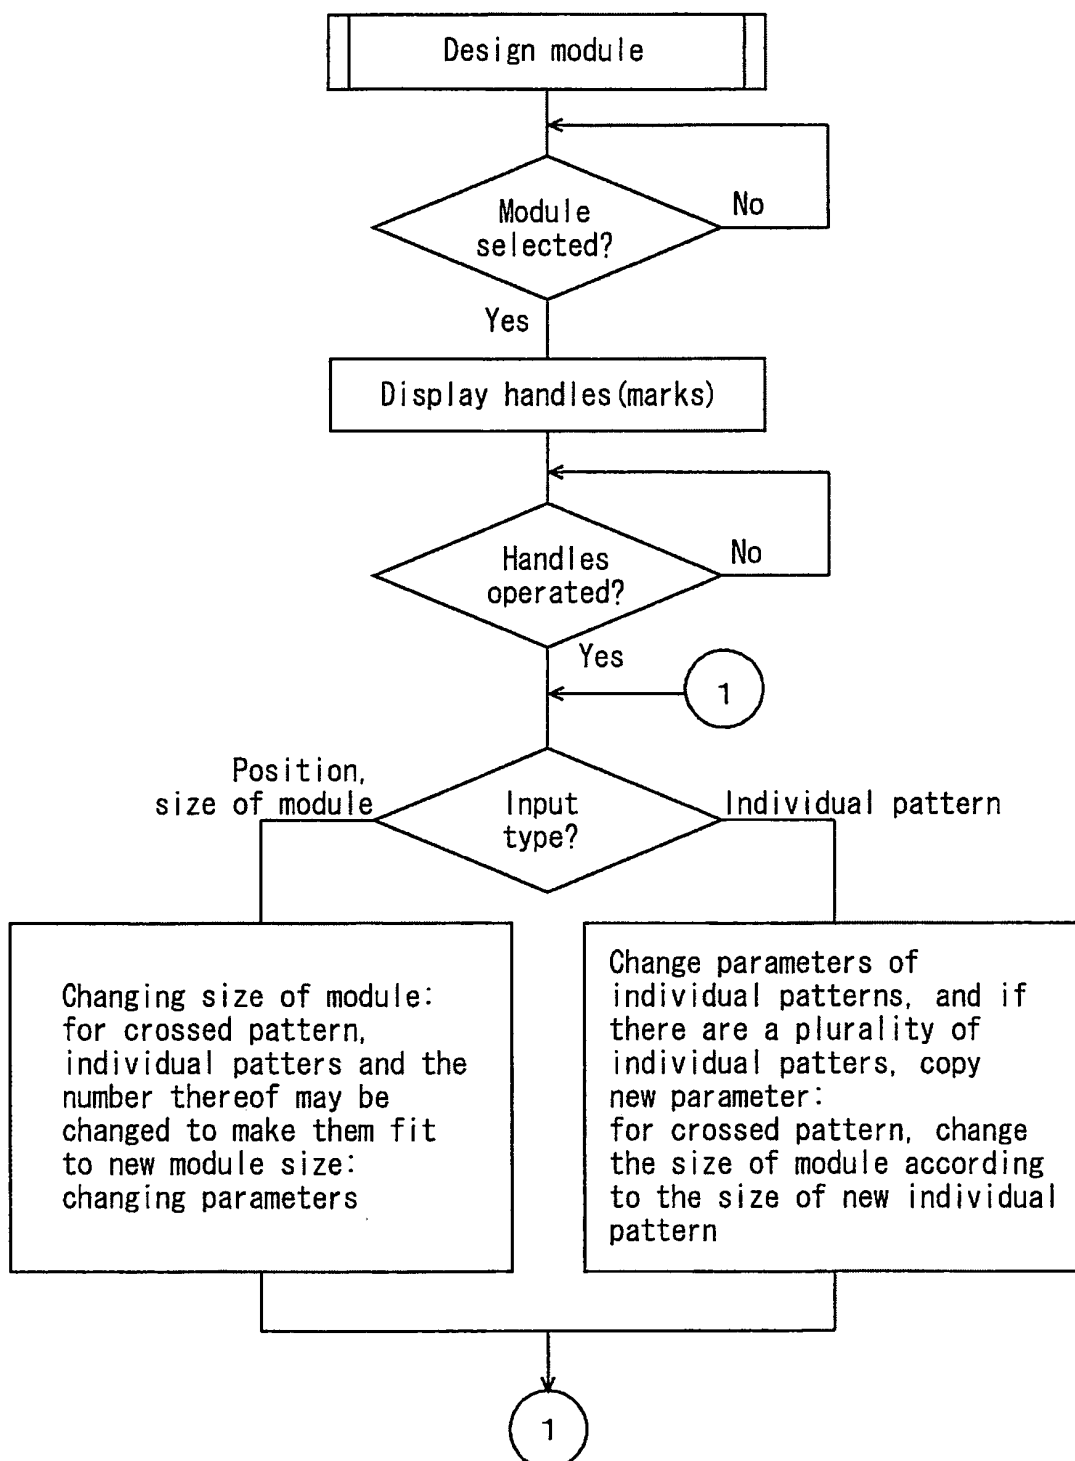 Design module
Module
selected?
No
Yes
Display handles(marks)
Handles
operated?
No
Yes
1
Position,
size of module
Input
type?
Individual pattern
Changing size of module:
for crossed pattern,
individual patters and the
number thereof may be
changed to make them fit
to new module size:
changing parameters
Change parameters of
individual patterns, and if
there are a plurality of
individual patters, copy
new parameter:
for crossed pattern, change
the size of module according
to the size of new individual
pattern
1